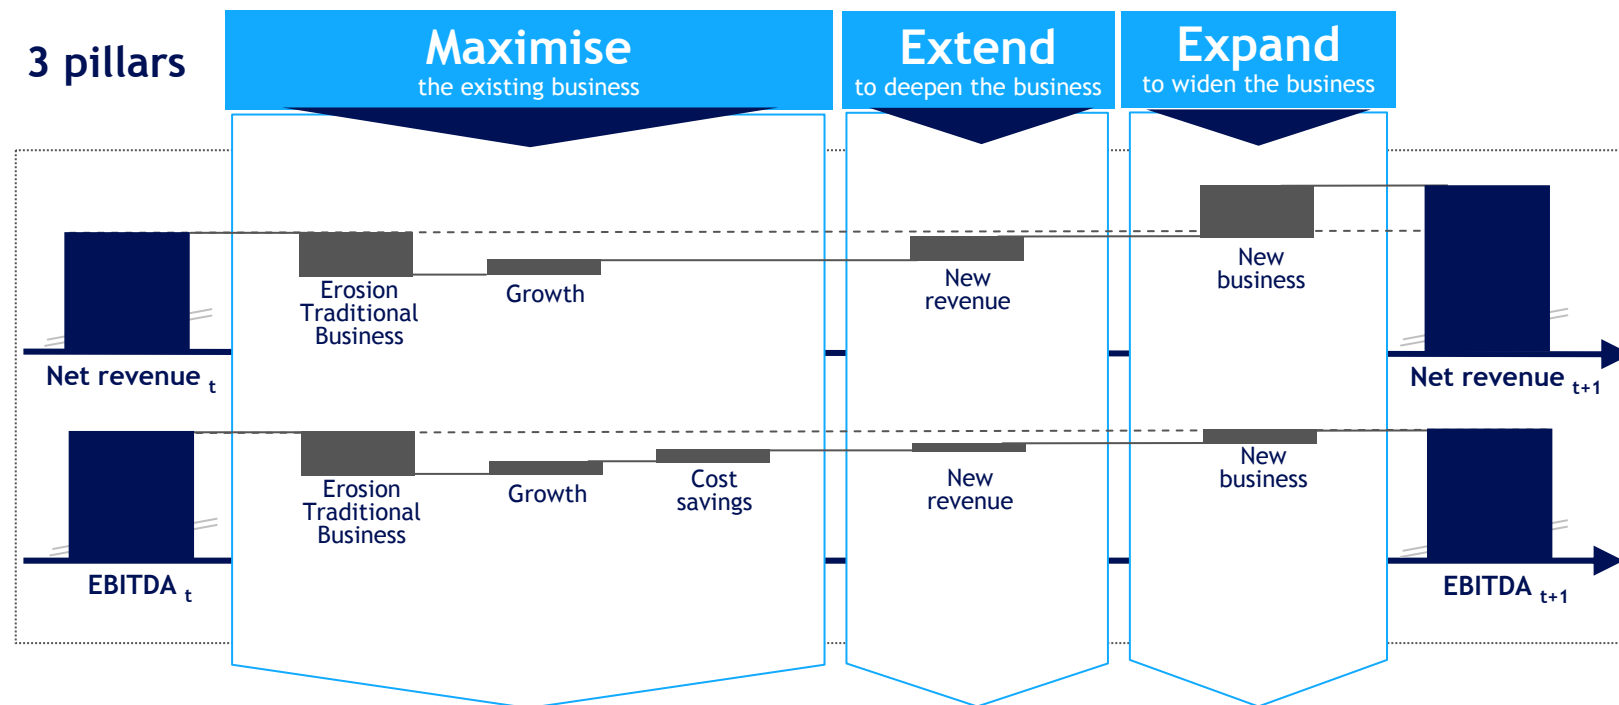 3 pillars
Maximise
the existing business
Extend
to deepen the business
Expand
to widen the business
Erosion
Traditional
Business
Growth
New
revenue
New
business
Net revenue t
Net revenue t+1
Erosion
Traditional
Business
Growth
Cost
savings
New
revenue
New
business
EBITDA t
EBITDA t+1